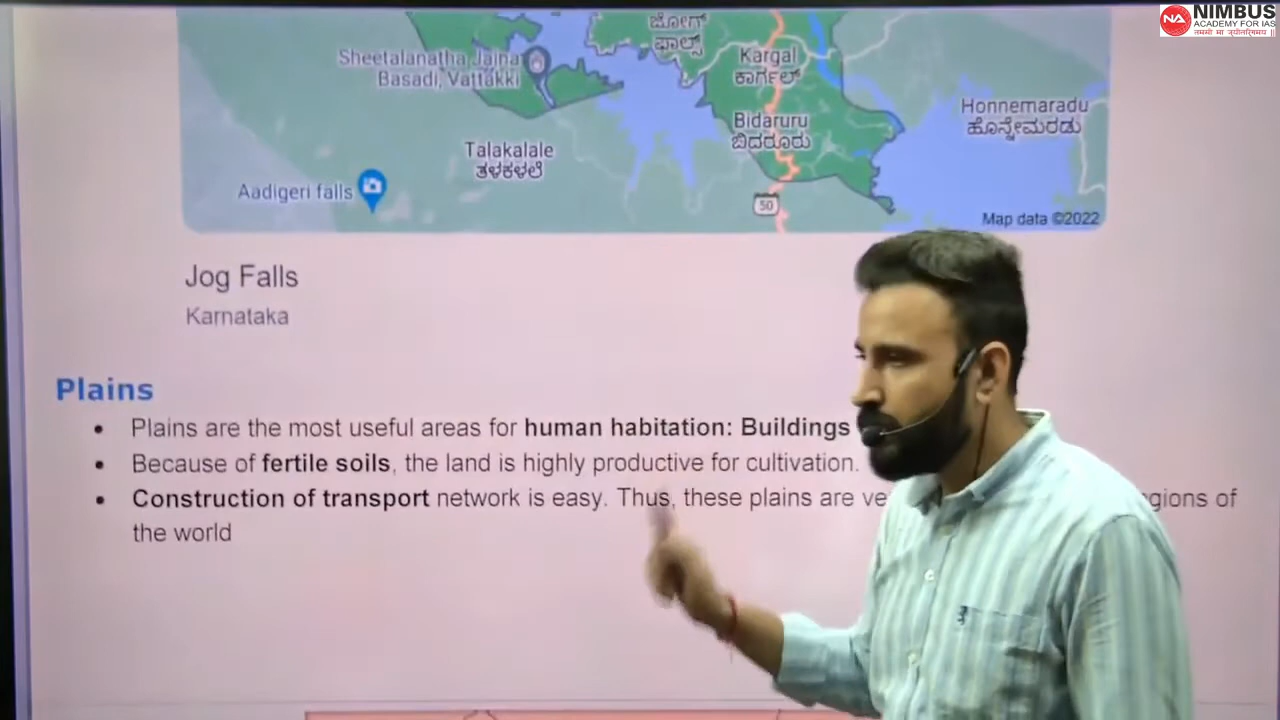 NIMBUS
ACADEMY FOR IAS
NA
ಜೋಗ್
ಫಾಲ್ಸ್
Sheetalanatha Jaina
Basadi, Vattakki
Kargal
ಕಾರ್ಗಲ್
Honnemaradu
ಹೊನ್ನೇಮರಡು
Bidaruru
ಬಿದರೂರು
Talakalale
ತಳಕಳಲೆ
Aadigeri falls
50
Map data ©2022
Jog Falls
Karnataka
Plains
• Plains are the most useful areas for human habitation: Buildings
• Because of fertile soils, the land is highly productive for cultivation.
• Construction of transport network is easy. Thus, these plains are ve gions of
the world